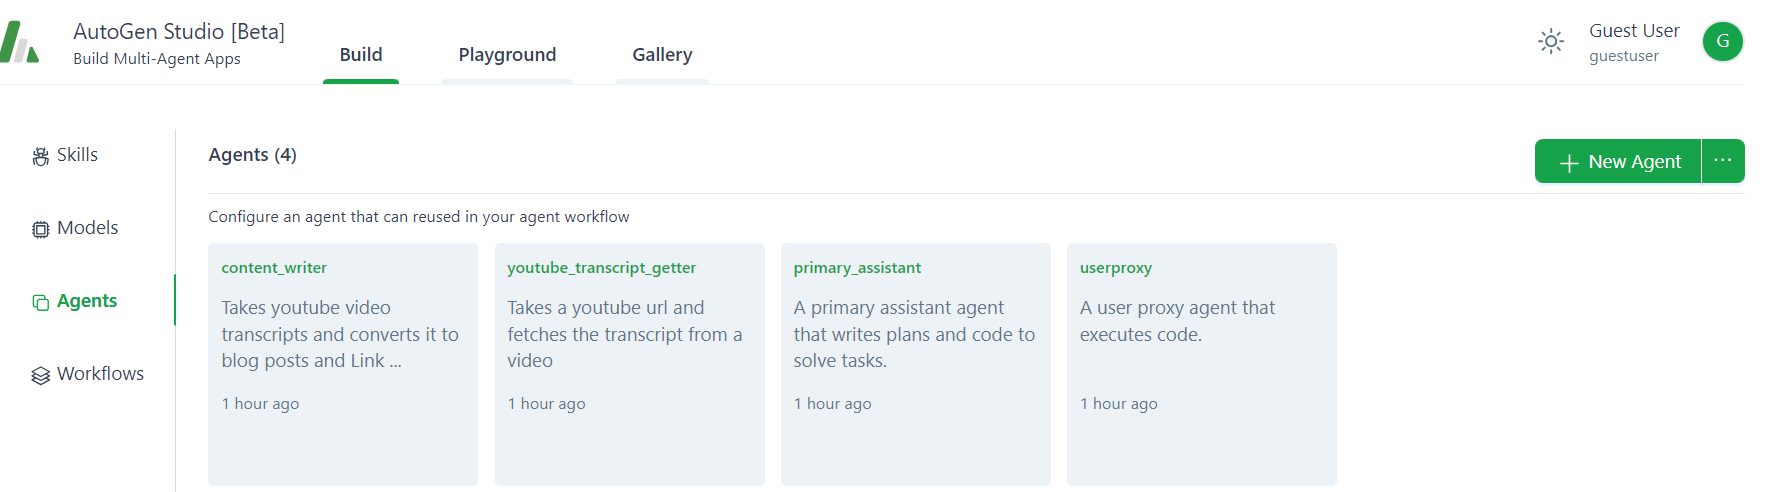 AutoGen Studio [Beta]
Build Multi-Agent Apps
Build
Playground
Gallery
Guest User
guestuser
G
Skills
Models
Agents
Workflows
Agents (4)
New Agent
...
Configure an agent that can reused in your agent workflow
content_writer
Takes youtube video
transcripts and converts it to
blog posts and Link ...
1 hour ago
youtube_transcript_getter
Takes a youtube url and
fetches the transcript from a
video
1 hour ago
primary_assistant
A primary assistant agent
that writes plans and code to
solve tasks.
1 hour ago
userproxy
A user proxy agent that
executes code.
1 hour ago